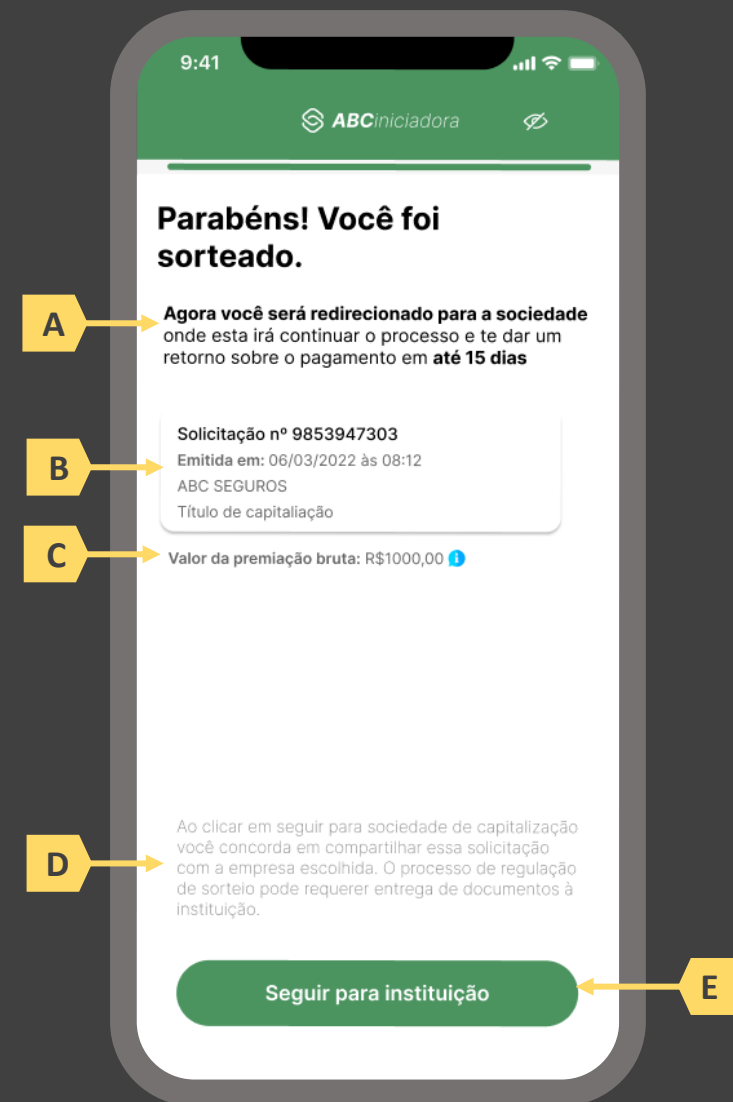 9:41
ABCiniciadora
Parabéns! Você foi
sorteado.
A
Agora você será redirecionado para a sociedade
onde esta irá continuar o processo e te dar um
retorno sobre o pagamento em até 15 dias
Solicitação nº 9853947303
B
Emitida em: 06/03/2022 às 08:12
ABC SEGUROS
Título de capitaliação
C
Valor da premiação bruta: R$1000,00
Ao clicar em seguir para sociedade de capitalização
você concorda em compartilhar essa solicitação
D
com a empresa escolhida. O processo de regulação
de sorteio pode requerer entrega de documentos à
instituição.
Seguir para instituição
E